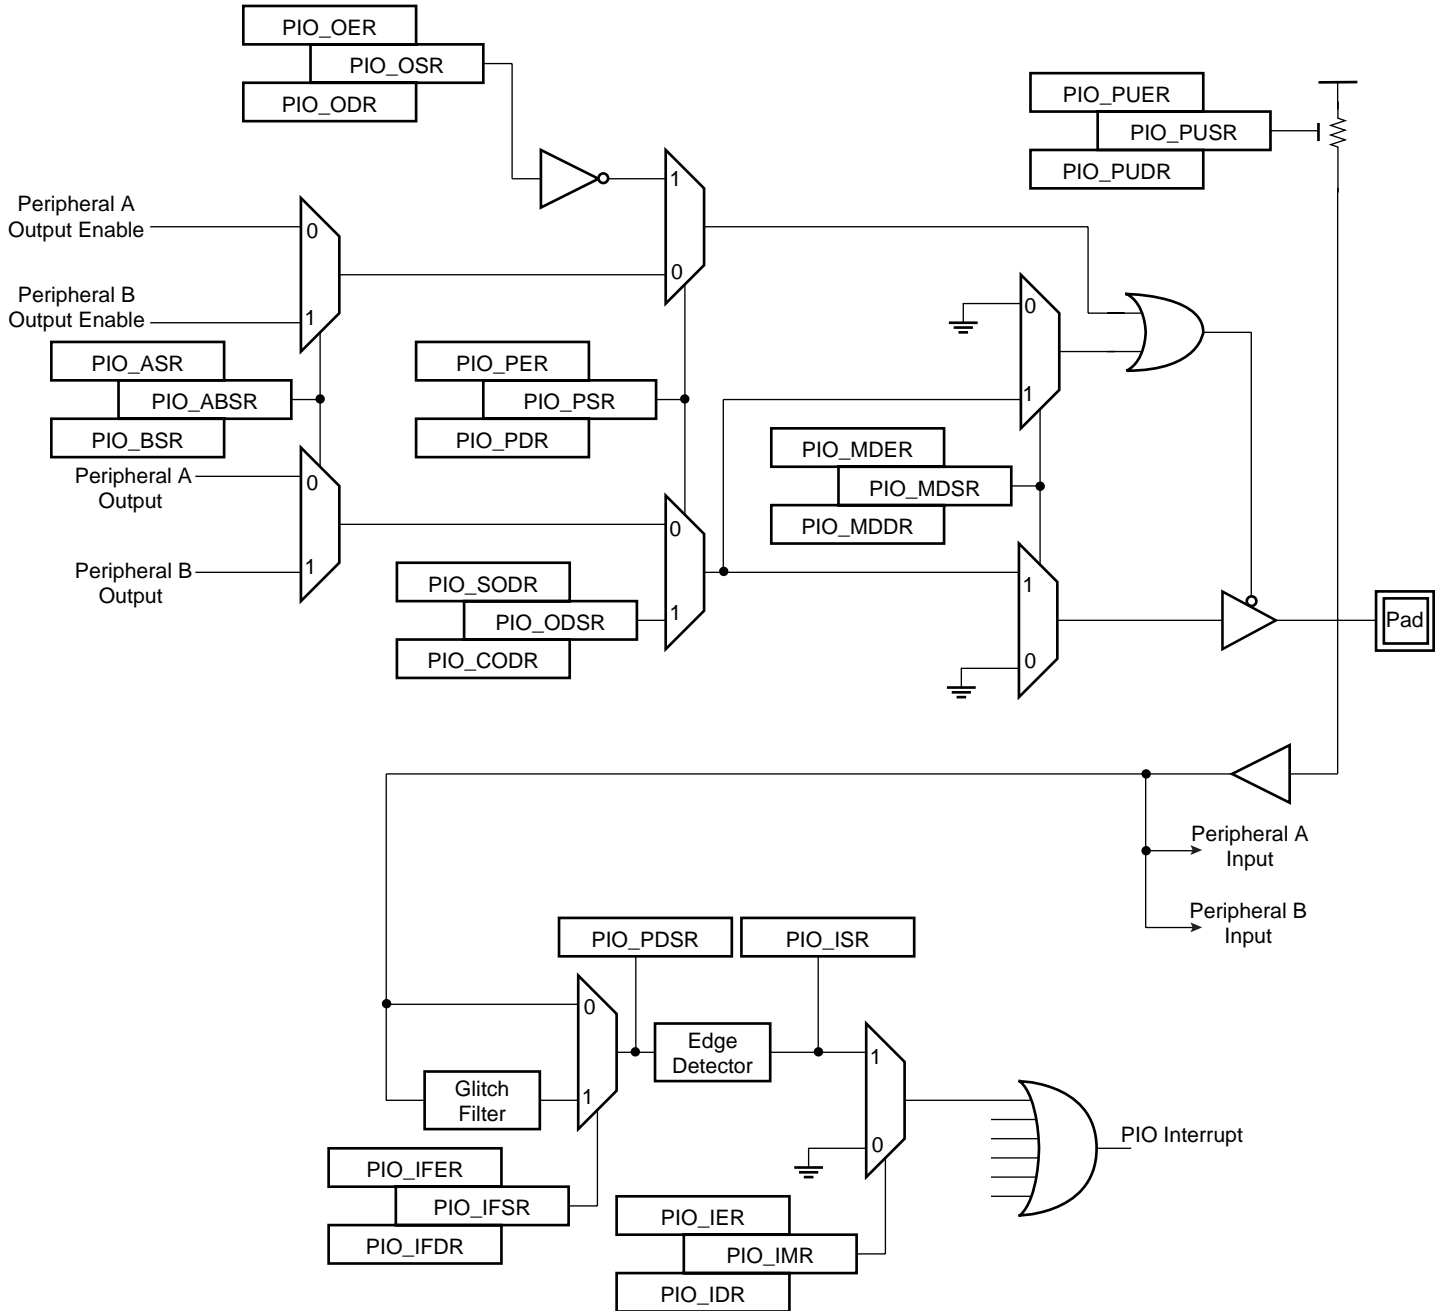 PIO_OER
PIO_OSR
PIO_ODR
PIO_PUER
PIO_PUSR
PIO_PUDR
1
0
Peripheral A
Output Enable
0
Peripheral B
Output Enable
1
PIO_ASR
PIO_ABSR
PIO_BSR
PIO_PER
PIO_PSR
PIO_PDR
0
1
PIO_MDER
PIO_MDSR
PIO_MDDR
Peripheral A
Output
0
Peripheral B
Output
1
0
1
PIO_SODR
PIO_ODSR
PIO_CODR
1
0
Pad
Peripheral A
Input
Peripheral B
Input
PIO_PDSR
PIO_ISR
0
1
Glitch
Filter
Edge
Detector
1
0
PIO Interrupt
PIO_IFER
PIO_IFSR
PIO_IFDR
PIO_IER
PIO_IMR
PIO_IDR